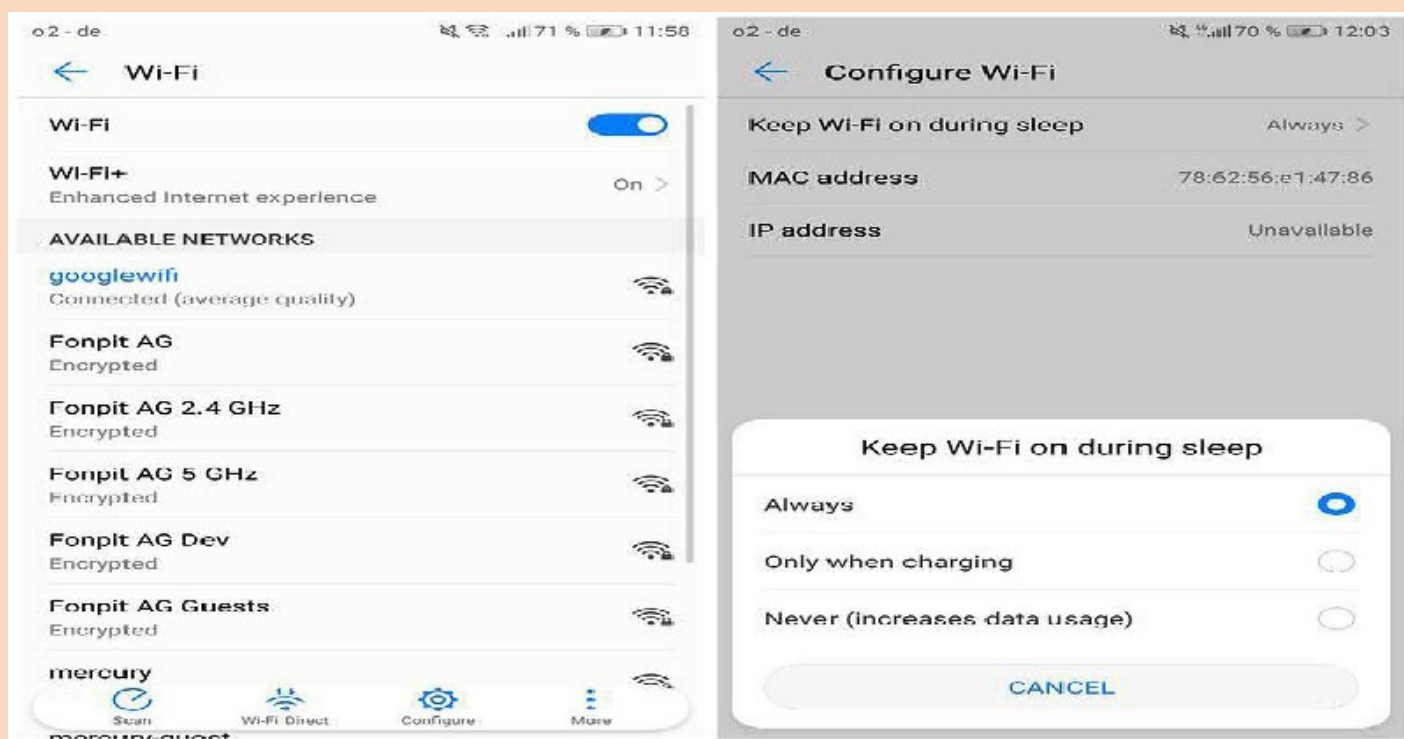 o2 - de 71 % 11:58
Wi-Fi
Wi-Fi
Wi-Fi+
Enhanced Internet experience
On >
AVAILABLE NETWORKS
googlewifi
Connected (average quality)
Fonpit AG
Encrypted
Fonpit AG 2.4 GHz
Encrypted
Fonpit AG 5 GHz
Encrypted
Fonpit AG Dev
Encrypted
Fonpit AG Guests
Encrypted
mercury
Scan Wi-Fi Direct Configure More
mercury-guest
o2 - de 70 % 12:03
Configure Wi-Fi
Keep Wi-Fi on during sleep Always >
MAC address 78:62:56:e1:47:86
IP address Unavailable
Keep Wi-Fi on during sleep
Always
Only when charging
Never (increases data usage)
CANCEL